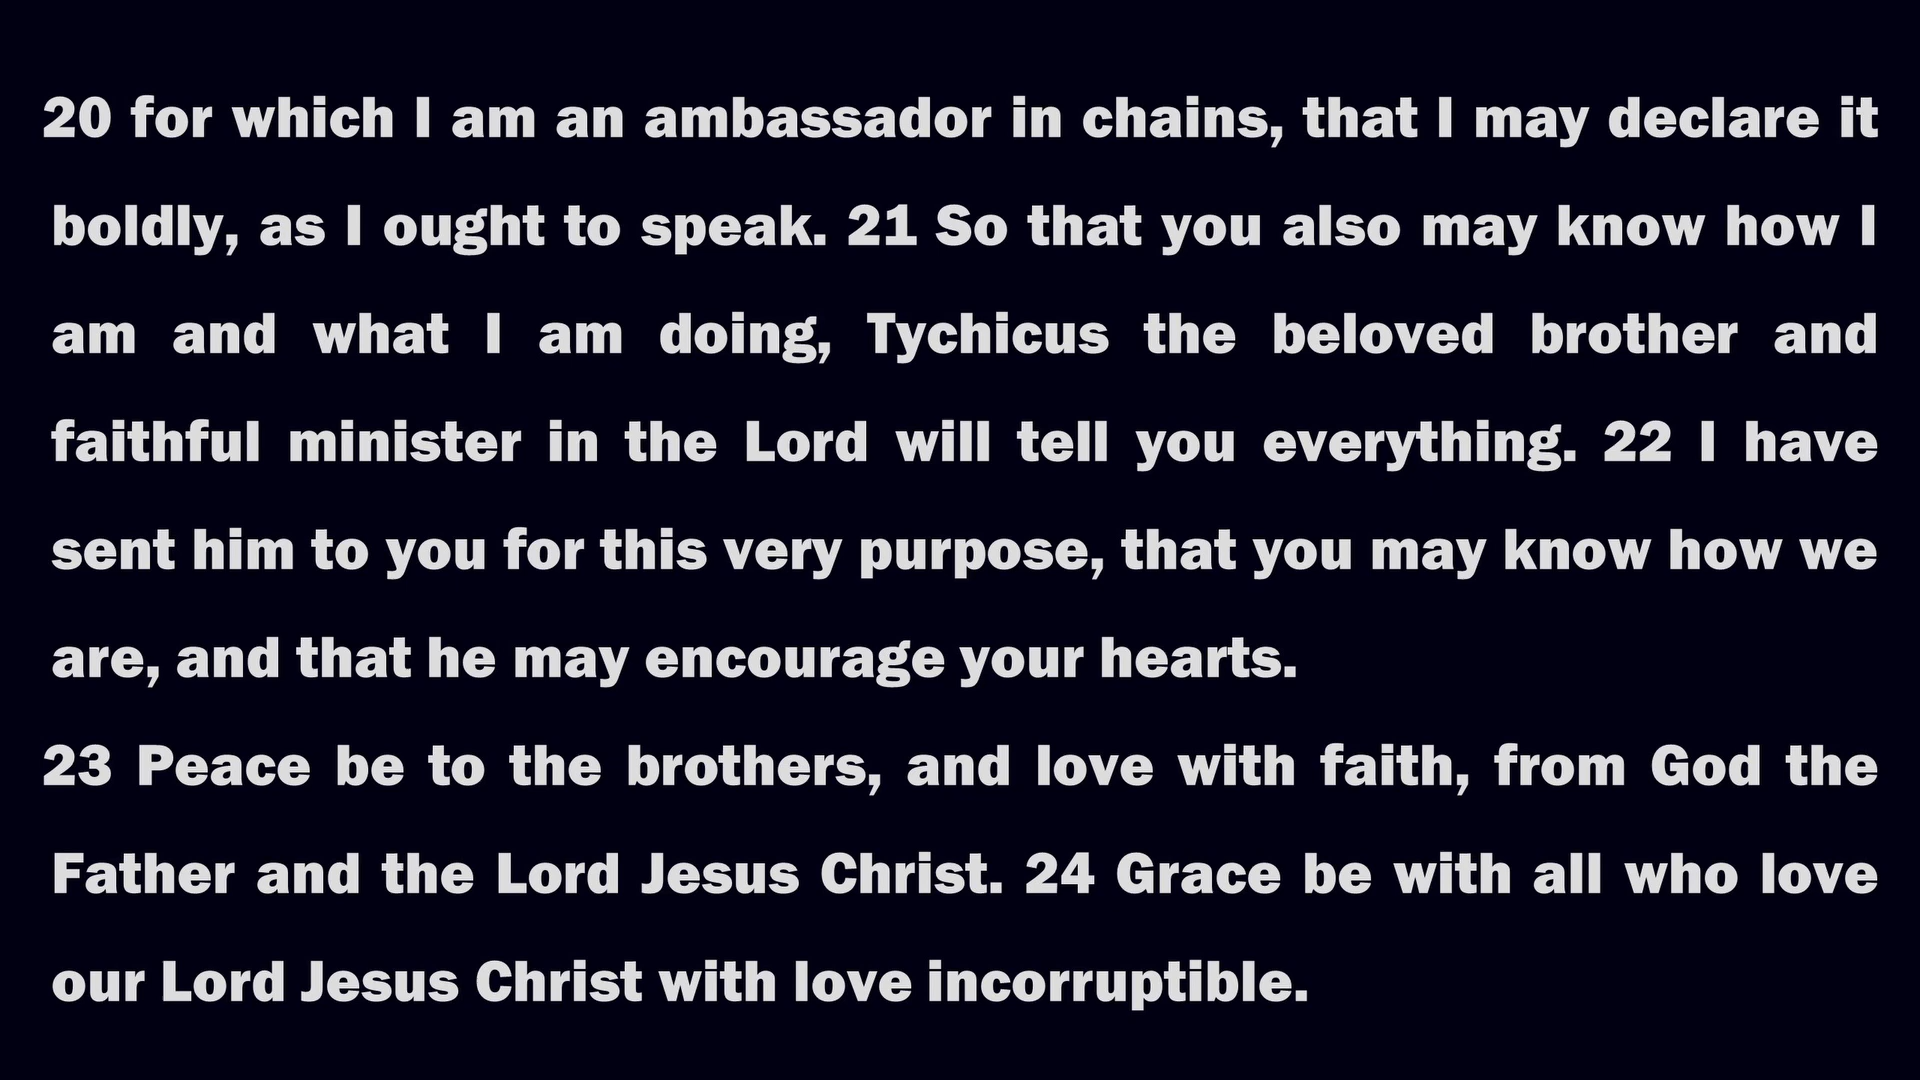 20 for which I am an ambassador in chains, that I may declare it
boldly, as I ought to speak. 21 So that you also may know how I
am and what I am doing, Tychicus the beloved brother and
faithful minister in the Lord will tell you everything. 22 I have
sent him to you for this very purpose, that you may know how we
are, and that he may encourage your hearts.
23 Peace be to the brothers, and love with faith, from God the
Father and the Lord Jesus Christ. 24 Grace be with all who love
our Lord Jesus Christ with love incorruptible.